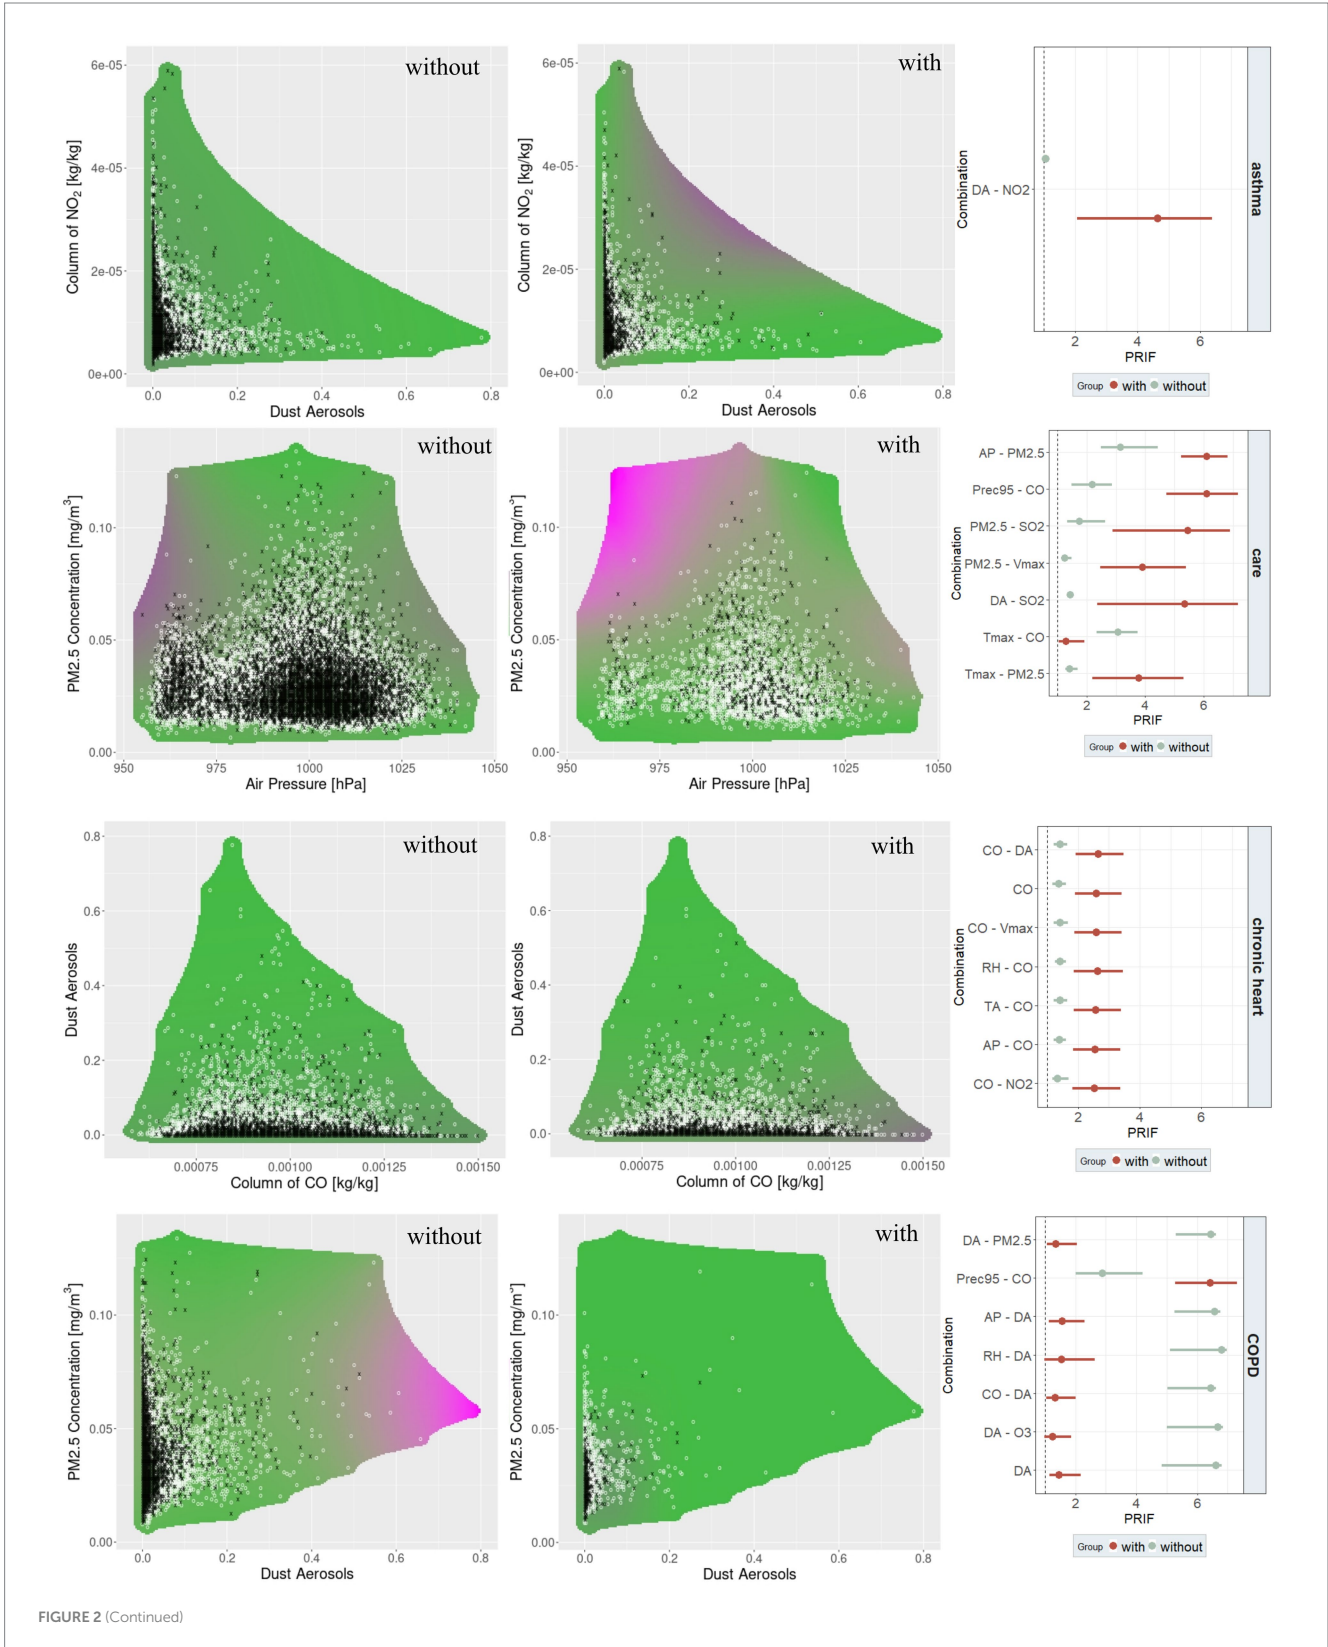 without
6e-05
4e-05
2e-05
0e+00
Column of NO₂ [kg/kg]
0.0 0.2 0.4 0.6 0.8
Dust Aerosols
with
6e-05
4e-05
2e-05
0e+00
Column of NO₂ [kg/kg]
0.0 0.2 0.4 0.6 0.8
Dust Aerosols
Combination
DA - NO2
asthma
2 4 6
PRIF
Group with without
without
0.10
0.05
0.00
PM2.5 Concentration [mg/m³]
950 975 1000 1025 1050
Air Pressure [hPa]
with
0.10
0.05
0.00
PM2.5 Concentration [mg/m³]
950 975 1000 1025 1050
Air Pressure [hPa]
Combination
AP - PM2.5
Prec95 - CO
PM2.5 - SO2
PM2.5 - Vmax
DA - SO2
Tmax - CO
Tmax - PM2.5
care
2 4 6
PRIF
Group with without
without
0.8
0.6
0.4
0.2
0.0
Dust Aerosols
0.00075 0.00100 0.00125 0.00150
Column of CO [kg/kg]
with
0.8
0.6
0.4
0.2
0.0
Dust Aerosols
0.00075 0.00100 0.00125 0.00150
Column of CO [kg/kg]
Combination
CO - DA
CO
CO - Vmax
RH - CO
TA - CO
AP - CO
CO - NO2
chronic heart
2 4 6
PRIF
Group with without
without
0.10
0.05
0.00
PM2.5 Concentration [mg/m³]
0.0 0.2 0.4 0.6 0.8
Dust Aerosols
with
0.10
0.05
0.00
PM2.5 Concentration [mg/m³]
0.0 0.2 0.4 0.6 0.8
Dust Aerosols
Combination
DA - PM2.5
Prec95 - CO
AP - DA
RH - DA
CO - DA
DA - O3
DA
COPD
2 4 6
PRIF
Group with without
FIGURE 2 (Continued)